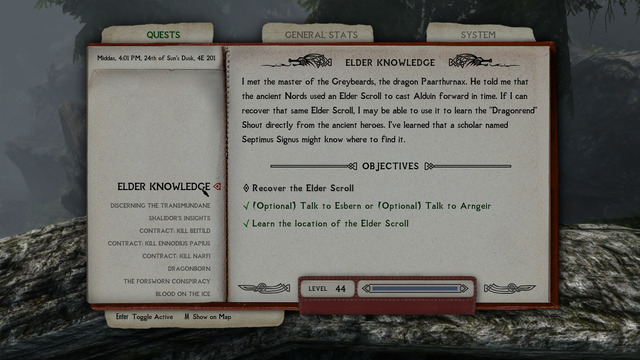 QUESTS
GENERAL STATS
SYSTEM
Middas, 4:01 PM, 24th of Sun's Dusk, 4E 201
ELDER KNOWLEDGE
DISCERNING THE TRANSMUNDANE
SHALIDOR'S INSIGHTS
CONTRACT: KILL BEITILD
CONTRACT: KILL ENNODIUS PAPIUS
CONTRACT: KILL NARFI
DRAGONBORN
THE FORSWORN CONSPIRACY
BLOOD ON THE ICE
ELDER KNOWLEDGE
I met the master of the Greybeards, the dragon Paarthurnax. He told me that
the ancient Nords used an Elder Scroll to cast Alduin forward in time. If I can
recover that same Elder Scroll, I may be able to use it to learn the "Dragonrend"
Shout directly from the ancient heroes. I've learned that a scholar named
Septimus Signus might know where to find it.
OBJECTIVES
Recover the Elder Scroll
(Optional) Talk to Esbern or (Optional) Talk to Arngeir
Learn the location of the Elder Scroll
LEVEL 44
Enter Toggle Active M Show on Map